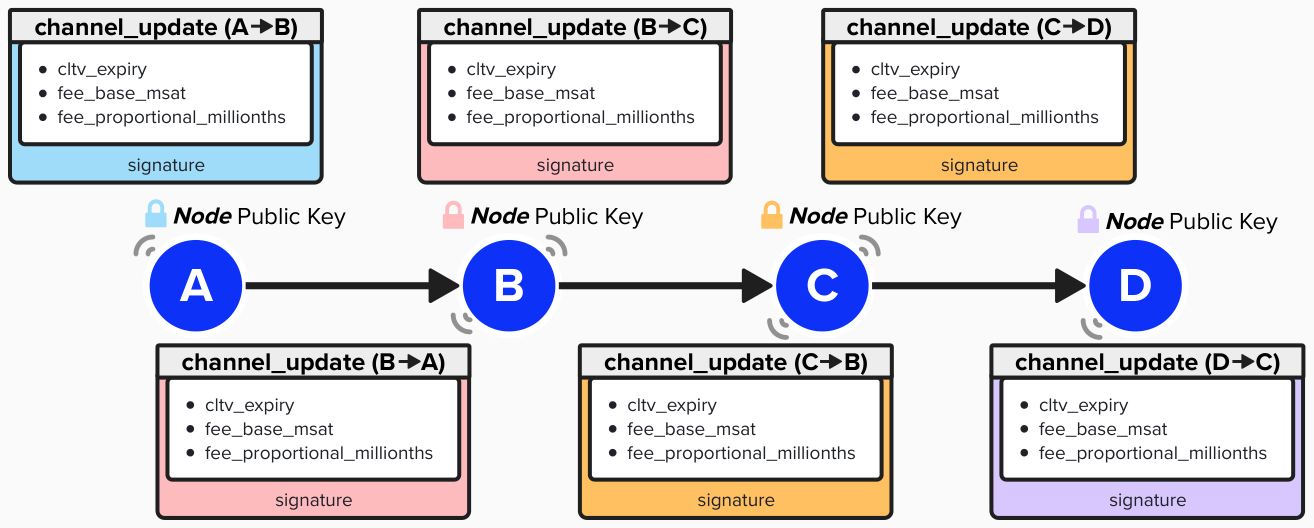 channel_update (A→B)
• cltv_expiry
• fee_base_msat
• fee_proportional_millionths
signature
channel_update (B→C)
• cltv_expiry
• fee_base_msat
• fee_proportional_millionths
signature
channel_update (C→D)
• cltv_expiry
• fee_base_msat
• fee_proportional_millionths
signature
Node Public Key
Node Public Key
Node Public Key
Node Public Key
A
B
C
D
channel_update (B→A)
• cltv_expiry
• fee_base_msat
• fee_proportional_millionths
signature
channel_update (C→B)
• cltv_expiry
• fee_base_msat
• fee_proportional_millionths
signature
channel_update (D→C)
• cltv_expiry
• fee_base_msat
• fee_proportional_millionths
signature